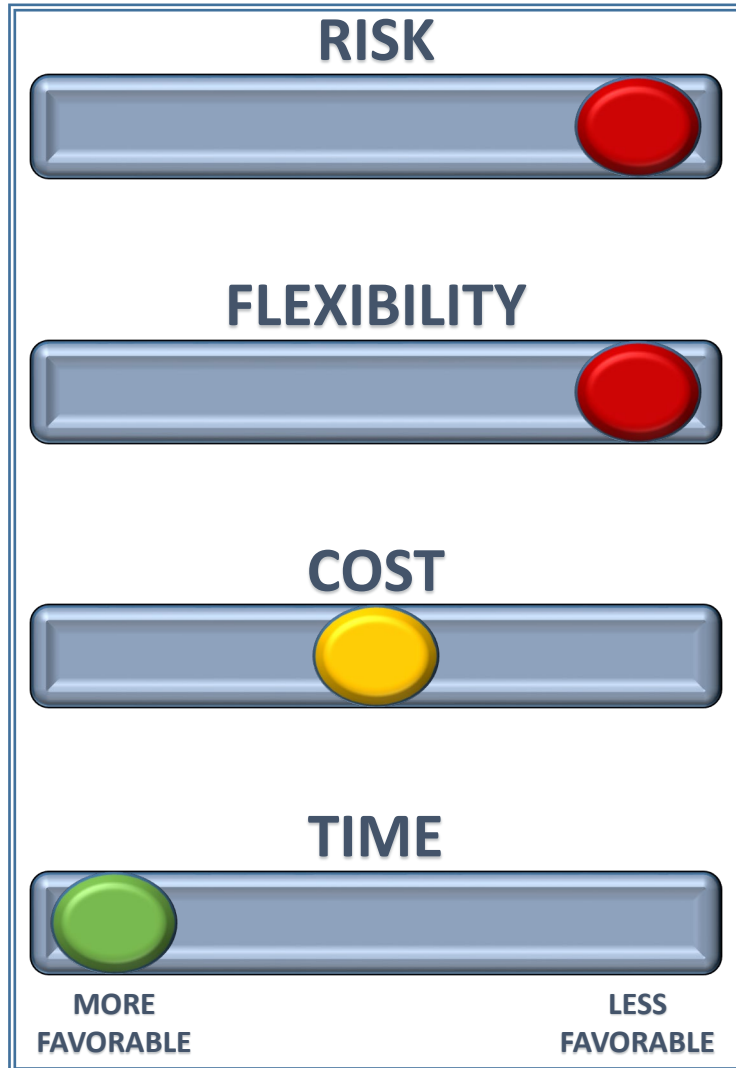 RISK
FLEXIBILITY
COST
TIME
MORE
FAVORABLE
LESS
FAVORABLE